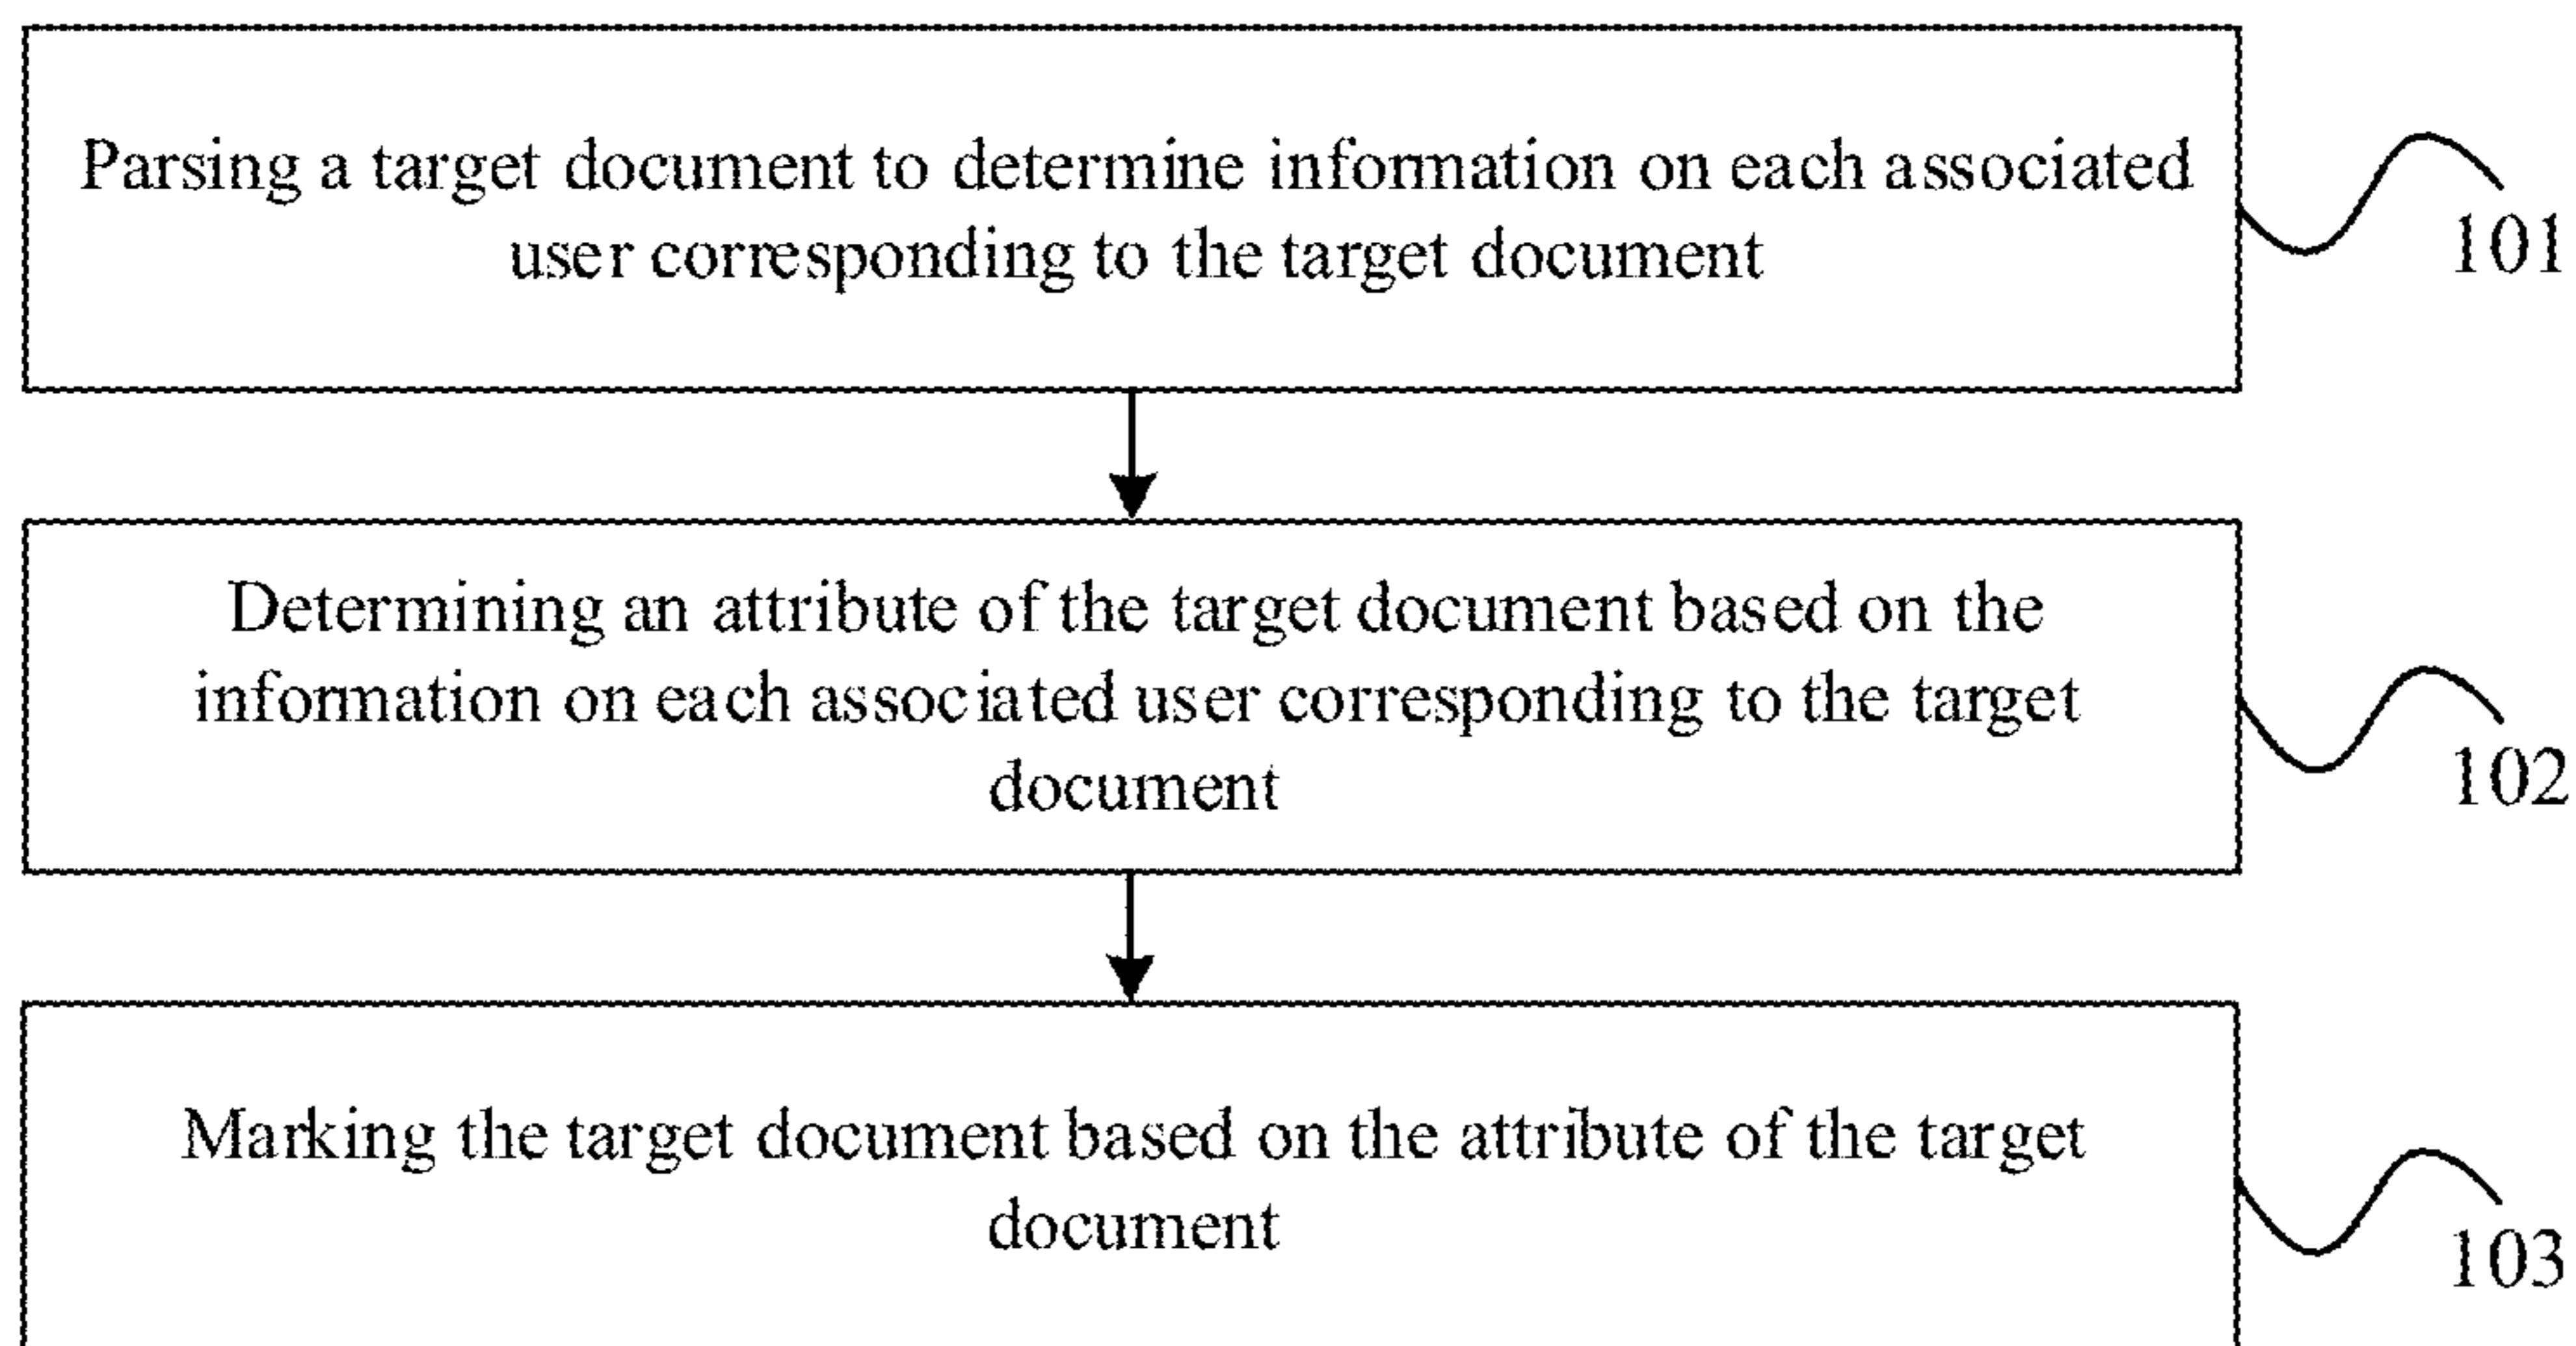 Parsing a target document to determine information on each associated
user corresponding to the target document
101
Determining an attribute of the target document based on the
information on each associated user corresponding to the target
document
102
Marking the target document based on the attribute of the target
document
103